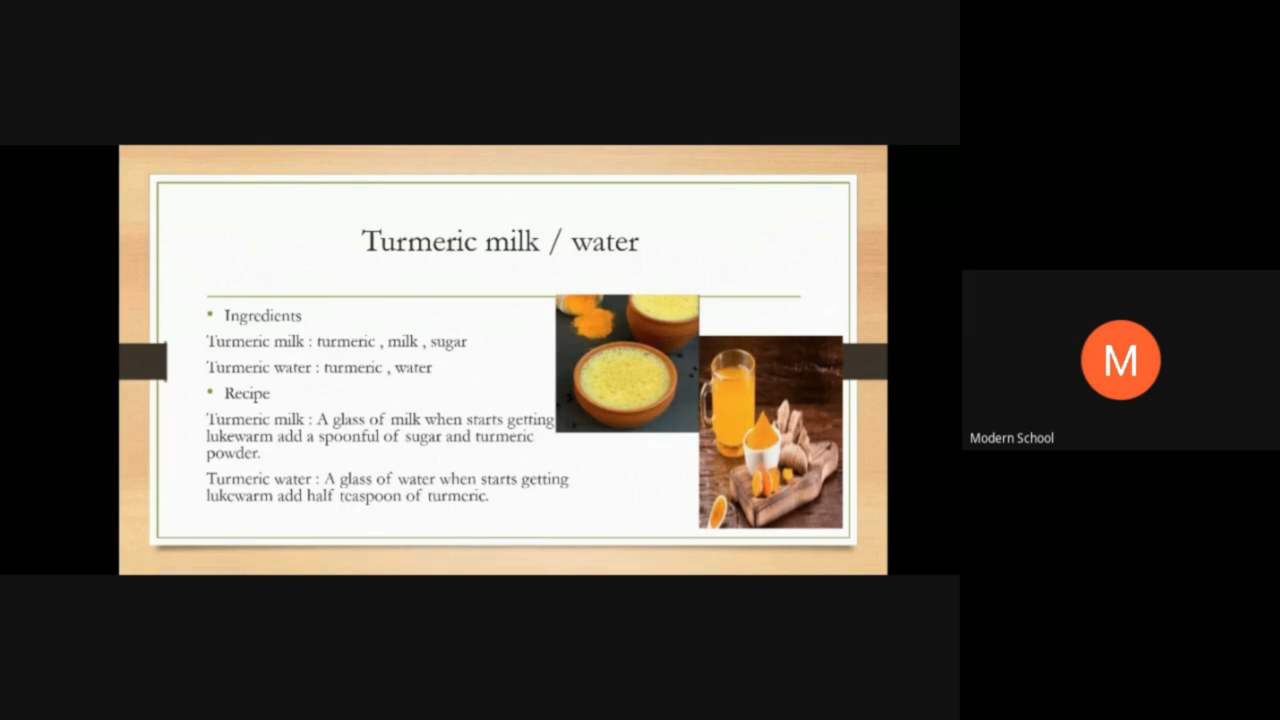 Turmeric milk / water
• Ingredients
Turmeric milk : turmeric , milk , sugar
Turmeric water : turmeric , water
• Recipe
Turmeric milk : A glass of milk when starts getting
lukewarm add a spoonful of sugar and turmeric
powder.
Turmeric water : A glass of water when starts getting
lukewarm add half teaspoon of turmeric.
M
Modern School